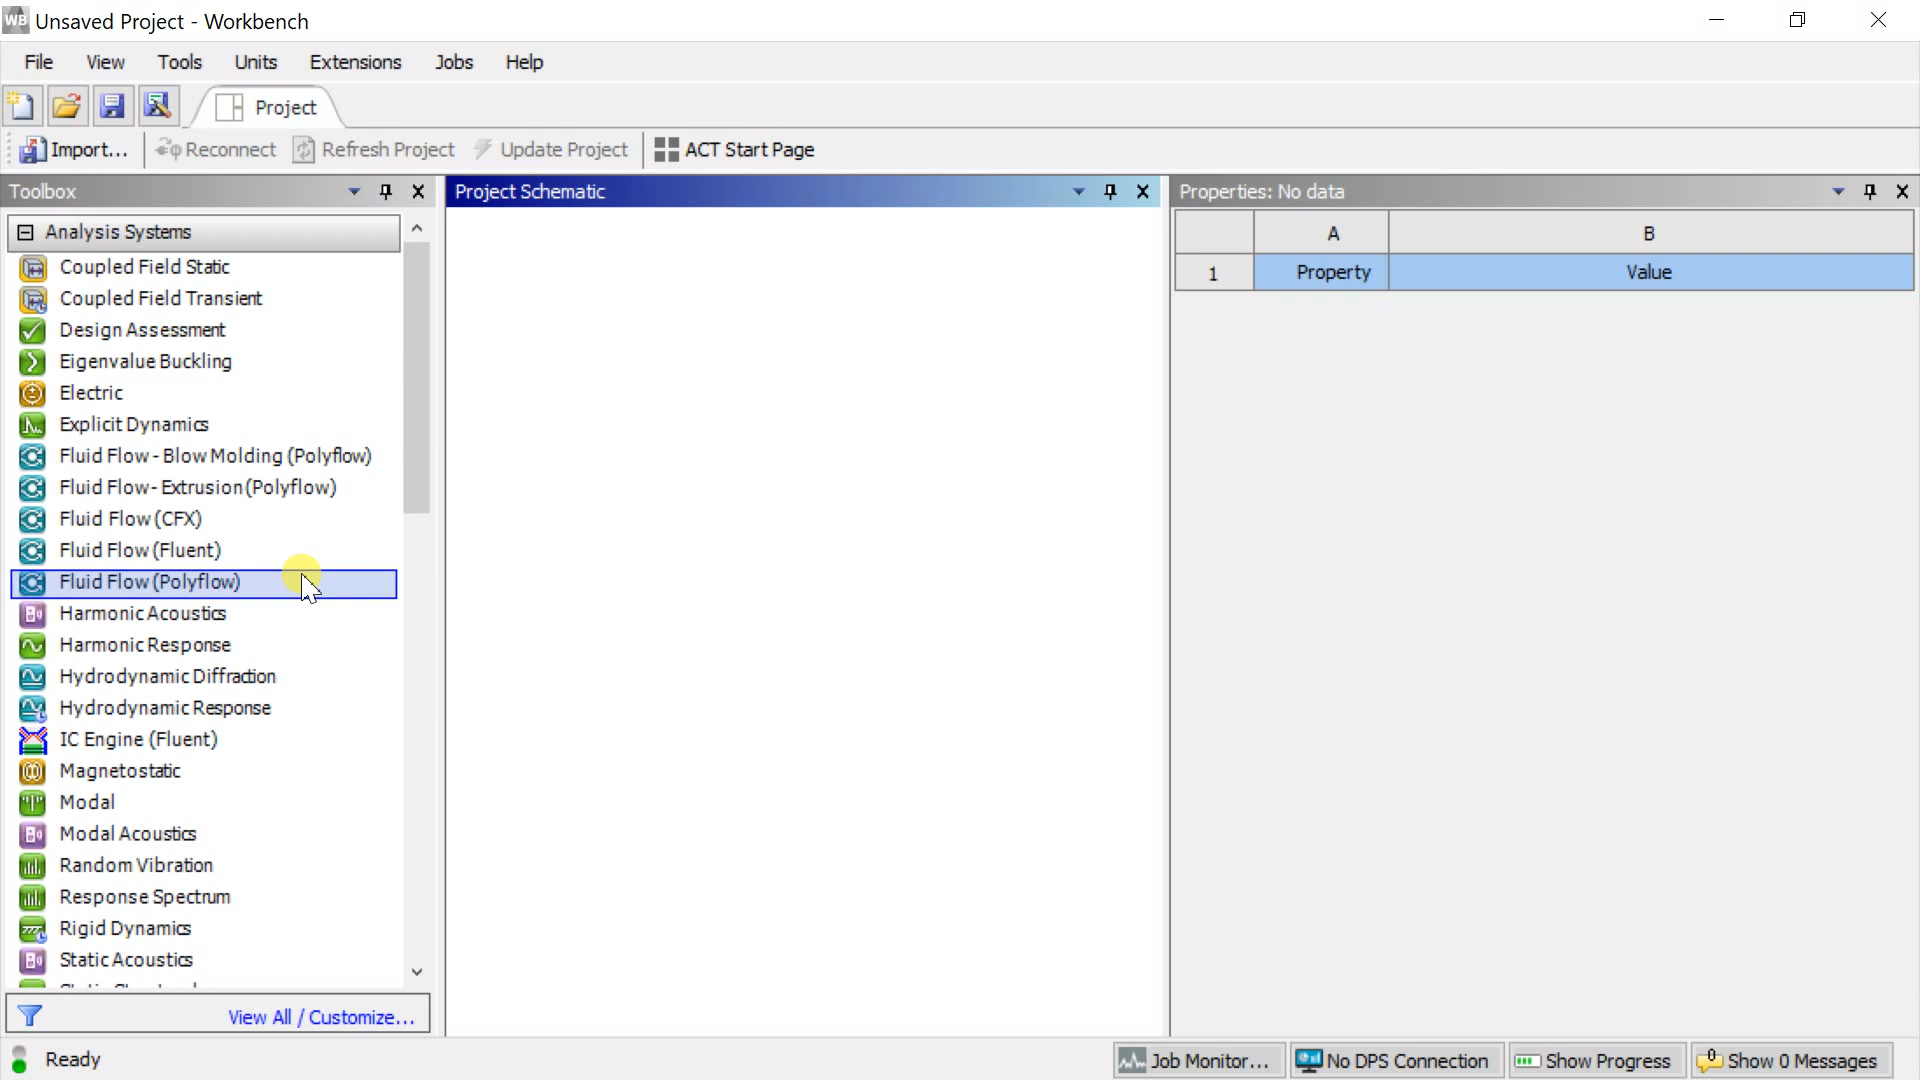 WB Unsaved Project - Workbench
File View Tools Units Extensions Jobs Help
Project
Import... Reconnect Refresh Project Update Project ACT Start Page
Toolbox
Analysis Systems
Coupled Field Static
Coupled Field Transient
Design Assessment
Eigenvalue Buckling
Electric
Explicit Dynamics
Fluid Flow - Blow Molding (Polyflow)
Fluid Flow - Extrusion (Polyflow)
Fluid Flow (CFX)
Fluid Flow (Fluent)
Fluid Flow (Polyflow)
Harmonic Acoustics
Harmonic Response
Hydrodynamic Diffraction
Hydrodynamic Response
IC Engine (Fluent)
Magnetostatic
Modal
Modal Acoustics
Random Vibration
Response Spectrum
Rigid Dynamics
Static Acoustics
View All / Customize...
Project Schematic
Properties: No data
A B
1 Property Value
Ready
Job Monitor... No DPS Connection Show Progress 0 Show 0 Messages